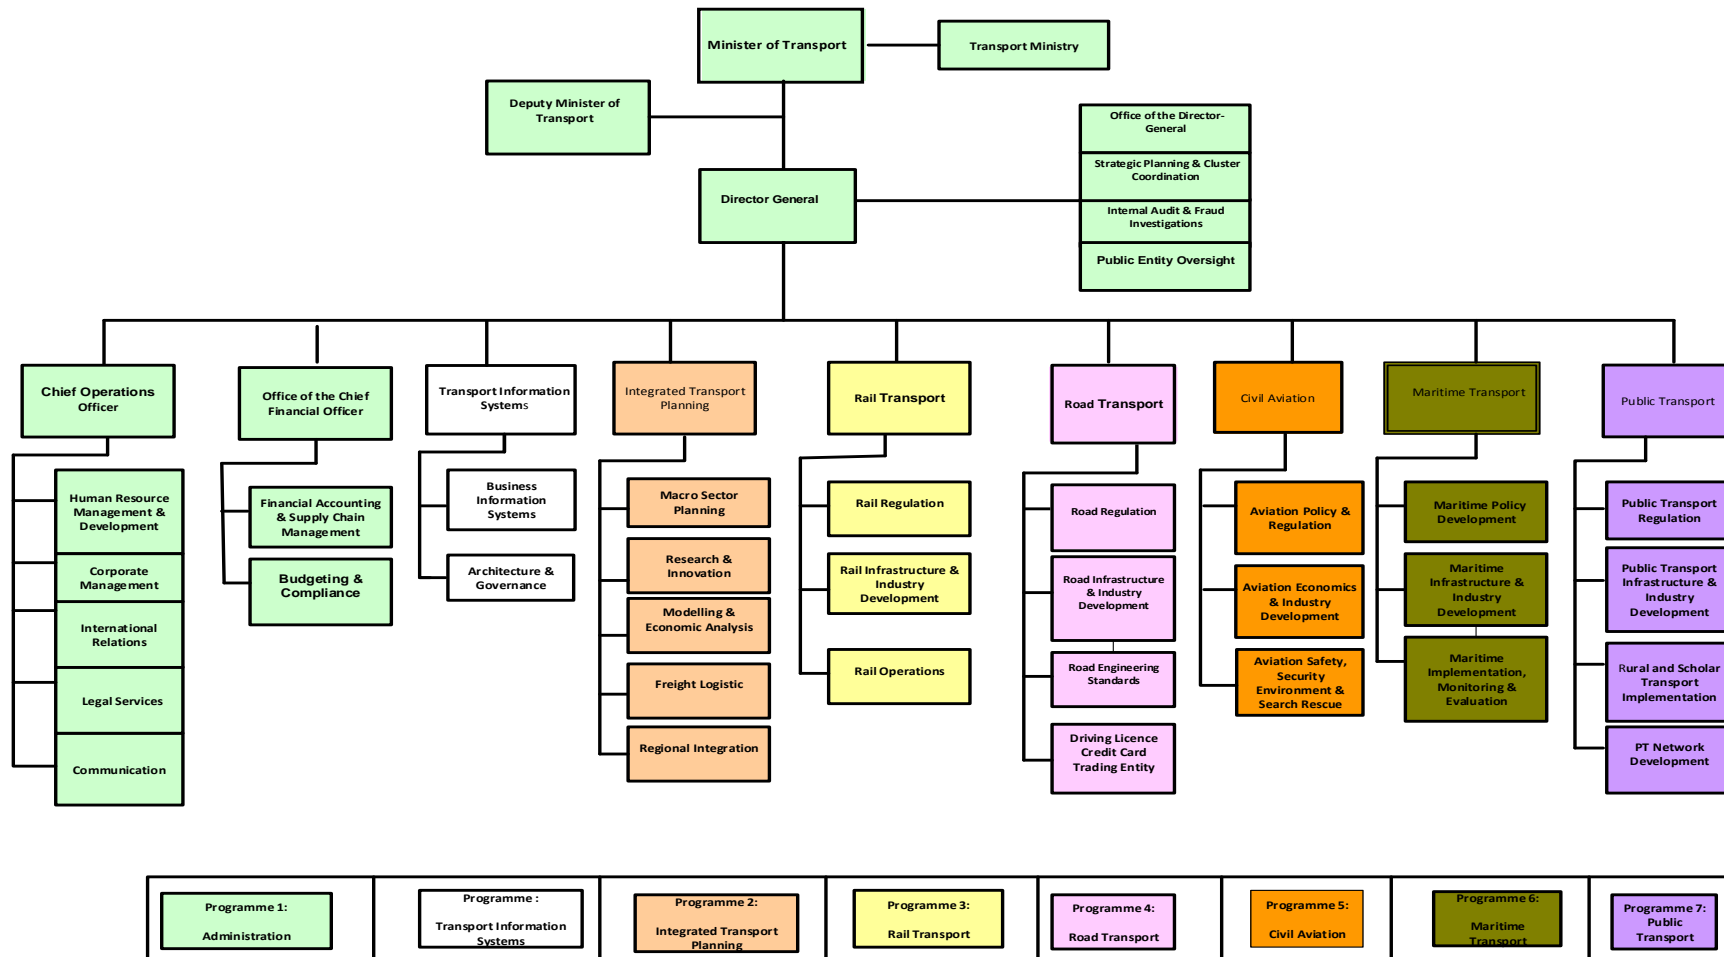 Minister of Transport
Transport Ministry
Deputy Minister of
Transport
Office of the Director-
General
Strategic Planning & Cluster
Coordination
Internal Audit & Fraud
Investigations
Public Entity Oversight
Director General
Chief Operations
Officer
Office of the Chief
Financial Officer
Transport Information
Systems
Integrated Transport
Planning
Rail Transport
Road Transport
Civil Aviation
Maritime Transport
Public Transport
Human Resource
Management &
Development
Corporate
Management
International
Relations
Legal Services
Communication
Financial Accounting
& Supply Chain
Management
Budgeting &
Compliance
Business
Information
Systems
Architecture &
Governance
Macro Sector
Planning
Research &
Innovation
Modelling &
Economic Analysis
Freight Logistic
Regional Integration
Rail Regulation
Rail Infrastructure &
Industry
Development
Rail Operations
Road Regulation
Road Infrastructure
& Industry
Development
Road Engineering
Standards
Driving Licence
Credit Card
Trading Entity
Aviation Policy &
Regulation
Aviation Economics
& Industry
Development
Aviation Safety,
Security
Environment &
Search Rescue
Maritime Policy
Development
Maritime
Infrastructure &
Industry
Development
Maritime
Implementation,
Monitoring &
Evaluation
Public Transport
Regulation
Public Transport
Infrastructure &
Industry
Development
Rural and Scholar
Transport
Implementation
PT Network
Development
Programme 1:
Administration
Programme :
Transport Information
Systems
Programme 2:
Integrated Transport
Planning
Programme 3:
Rail Transport
Programme 4:
Road Transport
Programme 5:
Civil Aviation
Programme 6:
Maritime
Transport
Programme 7:
Public
Transport